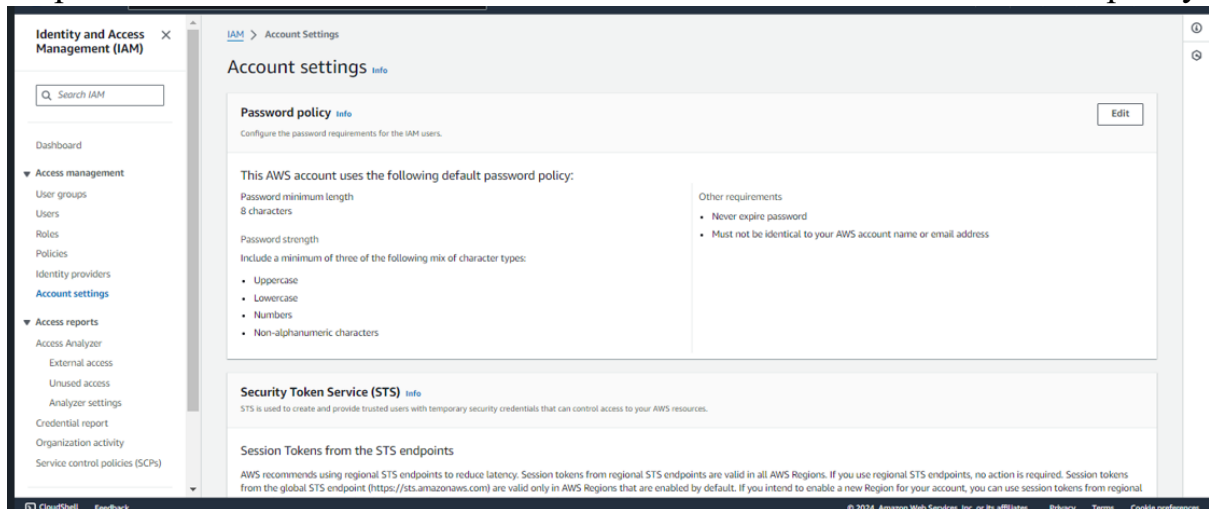 Identity and Access
Management (IAM)
Search IAM
Dashboard
Access management
User groups
Users
Roles
Policies
Identity providers
Account settings
Access reports
Access Analyzer
External access
Unused access
Analyzer settings
Credential report
Organization activity
Service control policies (SCPs)
IAM > Account Settings
Account settings Info
Password policy Info
Edit
Configure the password requirements for the IAM users.
This AWS account uses the following default password policy:
Password minimum length
8 characters
Password strength
Include a minimum of three of the following mix of character types:
• Uppercase
• Lowercase
• Numbers
• Non-alphanumeric characters
Other requirements
• Never expire password
• Must not be identical to your AWS account name or email address
Security Token Service (STS) Info
STS is used to create and provide trusted users with temporary security credentials that can control access to your AWS resources.
Session Tokens from the STS endpoints
AWS recommends using regional STS endpoints to reduce latency. Session tokens from regional STS endpoints are valid in all AWS Regions. If you use regional STS endpoints, no action is required. Session tokens
from the global STS endpoint (https://sts.amazonaws.com) are valid only in AWS Regions that are enabled by default. If you intend to enable a new Region for your account, you can use session tokens from regional
CloudShell Feedback © 2024, Amazon Web Services, Inc. or its affiliates. Privacy Terms Cookie preferences